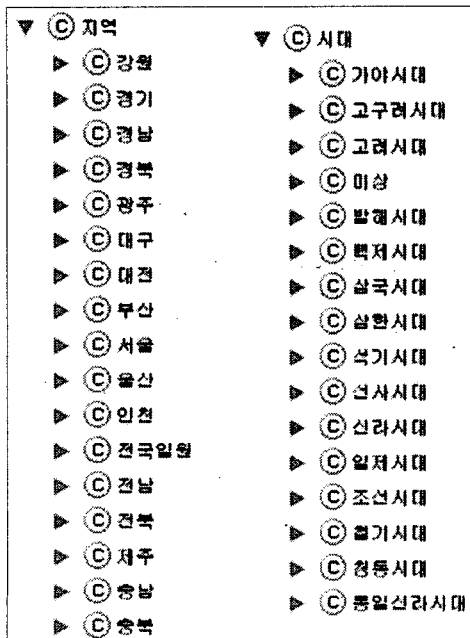 ▼ Ⓒ 지역
▶ Ⓒ 강원
▶ Ⓒ 경기
▶ Ⓒ 경남
▶ Ⓒ 경북
▶ Ⓒ 광주
▶ Ⓒ 대구
▶ Ⓒ 대전
▶ Ⓒ 부산
▶ Ⓒ 서울
▶ Ⓒ 울산
▶ Ⓒ 인천
▶ Ⓒ 전국일원
▶ Ⓒ 전남
▶ Ⓒ 전북
▶ Ⓒ 제주
▶ Ⓒ 충남
▶ Ⓒ 충북
▼ Ⓒ 시대
▶ Ⓒ 가야시대
▶ Ⓒ 고구려시대
▶ Ⓒ 고려시대
▶ Ⓒ 미상
▶ Ⓒ 발해시대
▶ Ⓒ 백제시대
▶ Ⓒ 삼국시대
▶ Ⓒ 삼한시대
▶ Ⓒ 석기시대
▶ Ⓒ 선사시대
▶ Ⓒ 신라시대
▶ Ⓒ 일제시대
▶ Ⓒ 조선시대
▶ Ⓒ 철기시대
▶ Ⓒ 청동시대
▶ Ⓒ 통일신라시대